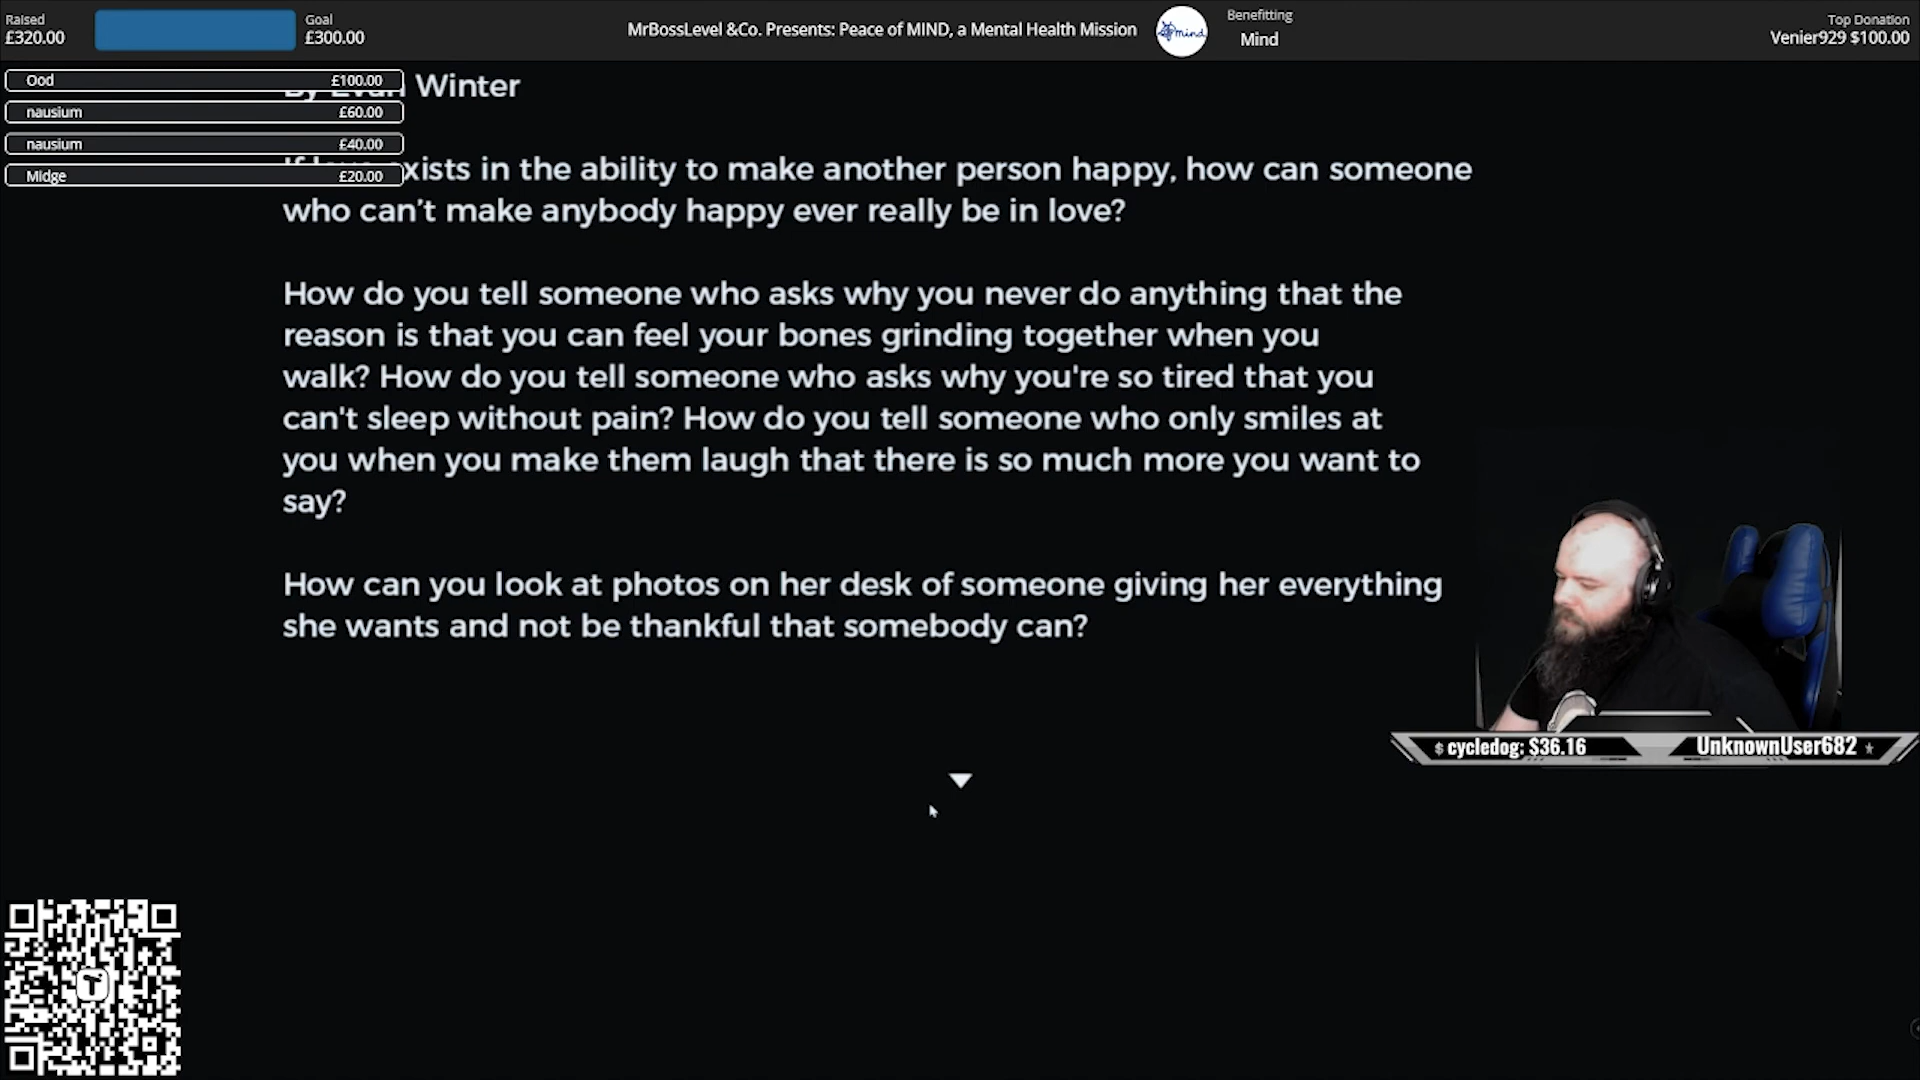 Raised
£320.00
Goal
£300.00
MrBossLevel &Co. Presents: Peace of MIND, a Mental Health Mission
mind
Benefitting
Mind
Top Donation
Venier929 $100.00
Ood £100.00
nausium £60.00
nausium £40.00
Midge £20.00
Winter
exists in the ability to make another person happy, how can someone
who can’t make anybody happy ever really be in love?
How do you tell someone who asks why you never do anything that the
reason is that you can feel your bones grinding together when you
walk? How do you tell someone who asks why you're so tired that you
can't sleep without pain? How do you tell someone who only smiles at
you when you make them laugh that there is so much more you want to
say?
How can you look at photos on her desk of someone giving her everything
she wants and not be thankful that somebody can?
$ cycledog: $36.16
UnknownUser682